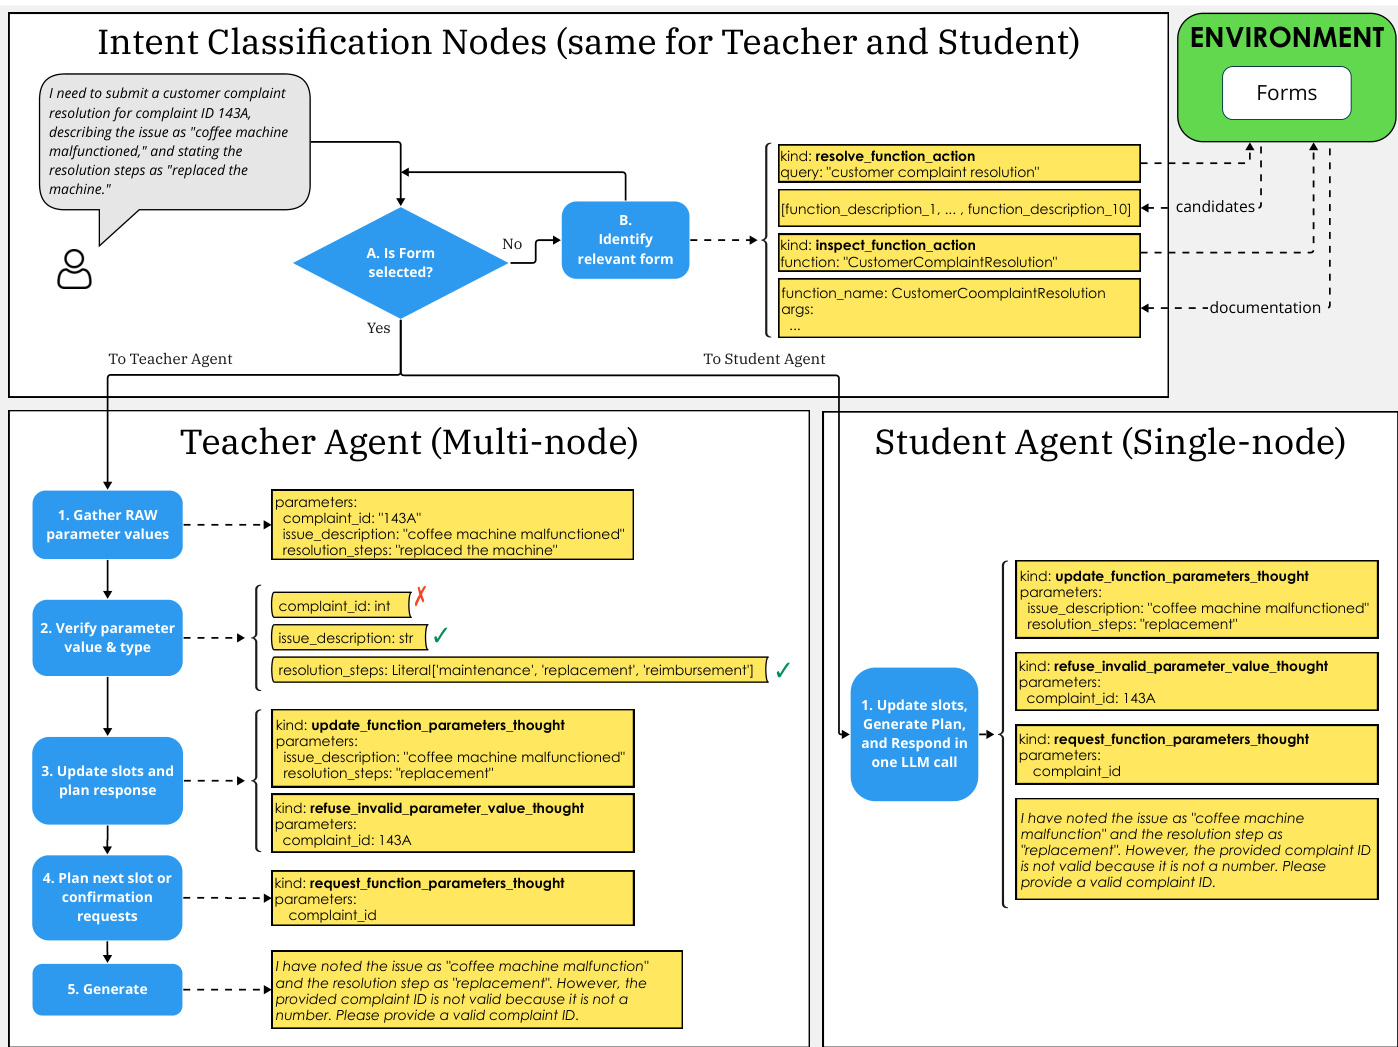 Intent Classification Nodes (same for Teacher and Student)
ENVIRONMENT
Forms
I need to submit a customer complaint
resolution for complaint ID 143A,
describing the issue as "coffee machine
malfunctioned," and stating the
resolution steps as "replaced the
machine."
A. Is Form
selected?
No
Yes
B.
Identify
relevant form
kind: resolve_function_action
query: "customer complaint resolution"
[function_description_1, ... , function_description_10]
candidates
kind: inspect_function_action
function: "CustomerComplaintResolution"
function_name: CustomerCoomplaintResolution
args:
...
documentation
To Teacher Agent
To Student Agent
Teacher Agent (Multi-node)
1. Gather RAW
parameter values
parameters:
complaint_id: "143A"
issue_description: "coffee machine malfunctioned"
resolution_steps: "replaced the machine"
2. Verify parameter
value & type
complaint_id: int ✗
issue_description: str ✓
resolution_steps: Literal['maintenance', 'replacement', 'reimbursement'] ✓
3. Update slots and
plan response
kind: update_function_parameters_thought
parameters:
issue_description: "coffee machine malfunctioned"
resolution_steps: "replacement"
kind: refuse_invalid_parameter_value_thought
parameters:
complaint_id: 143A
4. Plan next slot or
confirmation
requests
kind: request_function_parameters_thought
parameters:
complaint_id
5. Generate
I have noted the issue as "coffee machine malfunction"
and the resolution step as "replacement". However, the
provided complaint ID is not valid because it is not a
number. Please provide a valid complaint ID.
Student Agent (Single-node)
1. Update slots,
Generate Plan,
and Respond in
one LLM call
kind: update_function_parameters_thought
parameters:
issue_description: "coffee machine malfunctioned"
resolution_steps: "replacement"
kind: refuse_invalid_parameter_value_thought
parameters:
complaint_id: 143A
kind: request_function_parameters_thought
parameters:
complaint_id
I have noted the issue as "coffee machine
malfunction" and the resolution step as
"replacement". However, the provided complaint ID
is not valid because it is not a number. Please
provide a valid complaint ID.